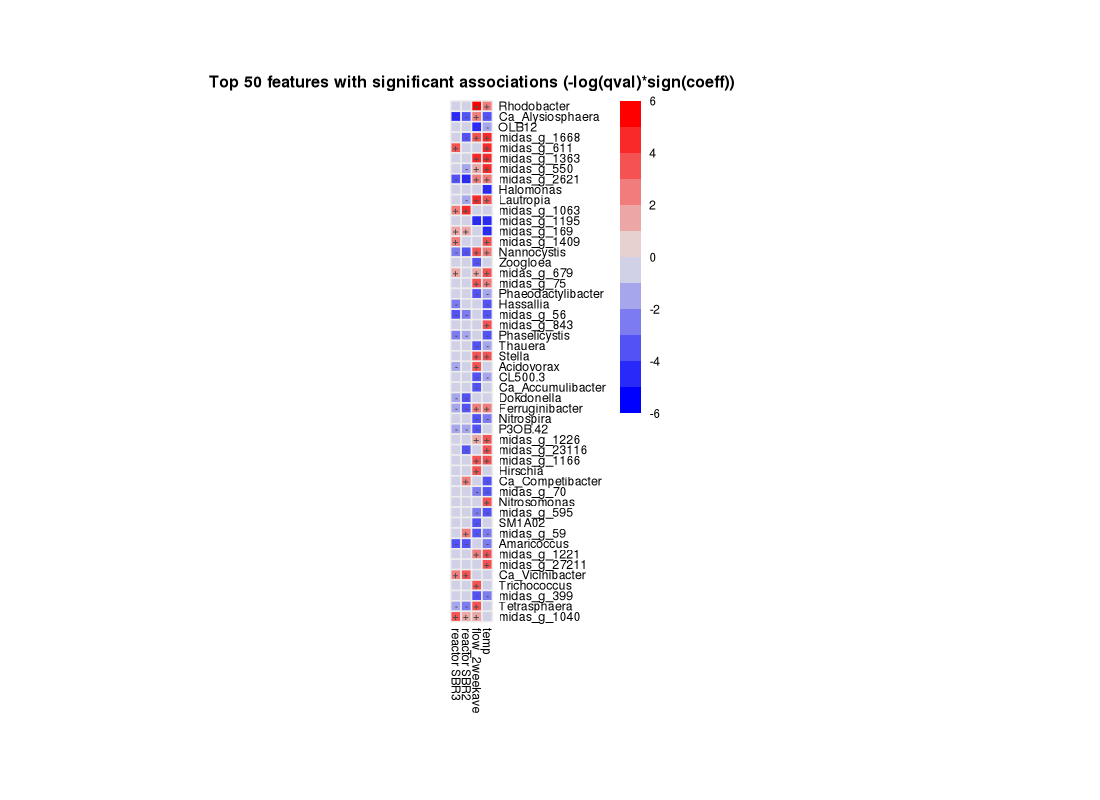 Top 50 features with significant associations (-log(qval)*sign(coeff))
Rhodobacter
Ca_Alysiosphaera
OLB12
midas_g_1668
midas_g_611
midas_g_1363
midas_g_550
midas_g_2621
Halomonas
Lautropia
midas_g_1063
midas_g_1195
midas_g_169
midas_g_1409
Nannocystis
Zoogloea
midas_g_679
midas_g_75
Phaeodactylibacter
Hassallia
midas_g_56
midas_g_843
Phaselicystis
Thauera
Stella
Acidovorax
CL500.3
Ca_Accumulibacter
Dokdonella
Ferruginibacter
Nitrospira
P3OB.42
midas_g_1226
midas_g_23116
midas_g_1166
Hirschia
Ca_Competibacter
midas_g_70
Nitrosomonas
midas_g_595
SM1A02
midas_g_59
Amaricoccus
midas_g_1221
midas_g_27211
Ca_Vicinibacter
Trichococcus
midas_g_399
Tetrasphaera
midas_g_1040
6
4
2
0
-2
-4
-6
reactor SBR3
reactor SBR2
flow_2weekave
temp